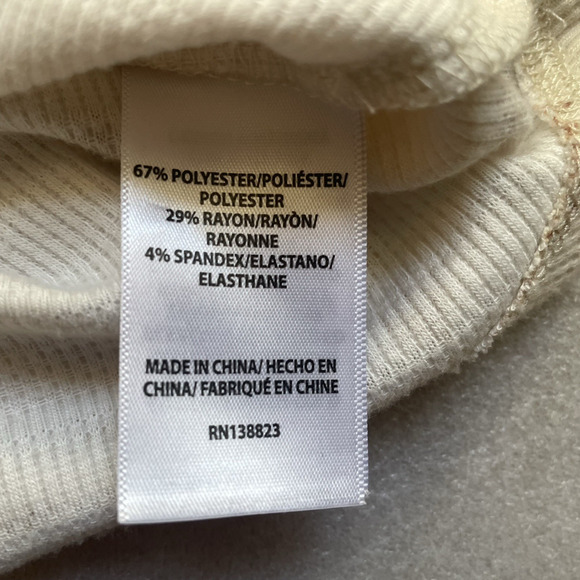 67% POLYESTER/POLIÉSTER/
POLYESTER
29% RAYON/RAYÒN/
RAYONNE
4% SPANDEX/ELASTANO/
ELASTHANE
MADE IN CHINA/ HECHO EN
CHINA/ FABRIQUÉ EN CHINE
RN138823